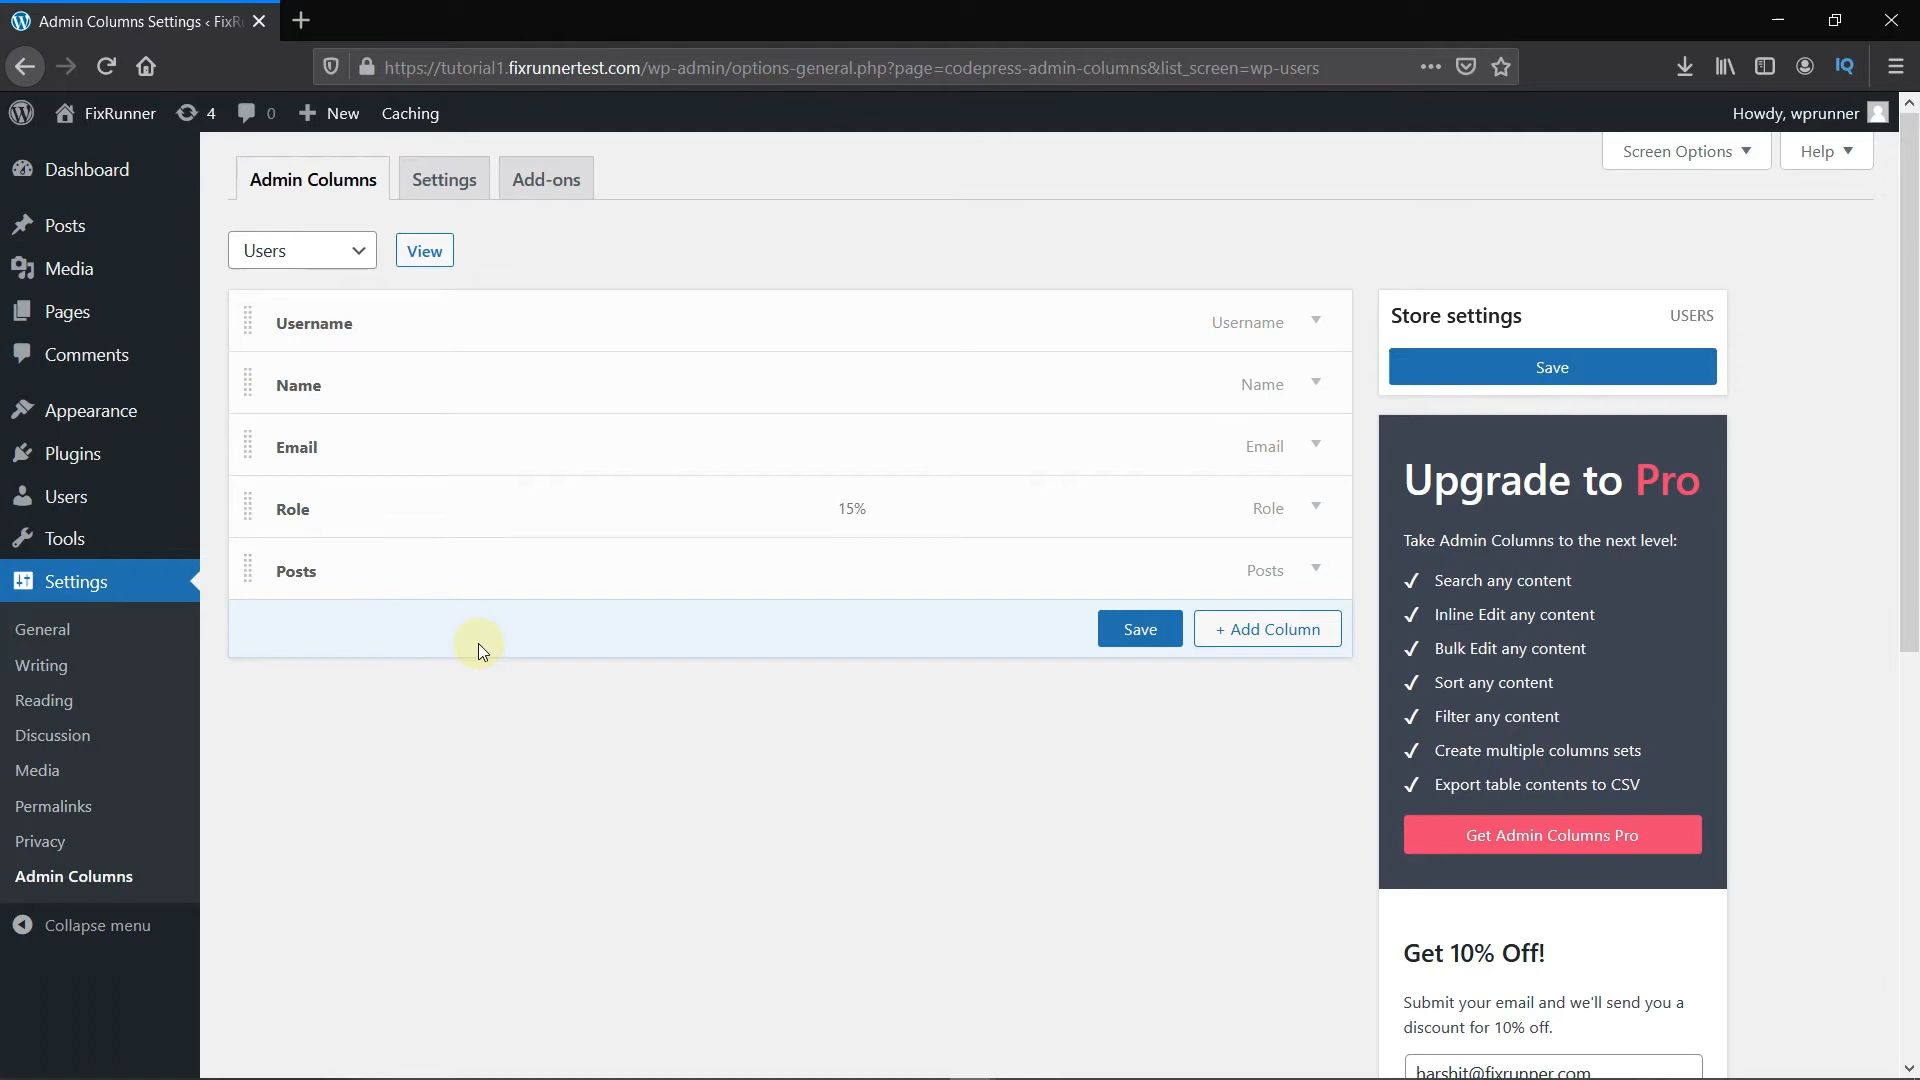 Admin Columns Settings ‹ FixR
https://tutorial1.fixrunnertest.com/wp-admin/options-general.php?page=codepress-admin-columns&list_screen=wp-users
IQ
FixRunner
4
0
New
Caching
Howdy, wprunner
Dashboard
Posts
Media
Pages
Comments
Appearance
Plugins
Users
Tools
Settings
General
Writing
Reading
Discussion
Media
Permalinks
Privacy
Admin Columns
Collapse menu
Screen Options
Help
Admin Columns
Settings
Add-ons
Users
View
Username Username
Name Name
Email Email
Role 15% Role
Posts Posts
Save
+ Add Column
Store settings USERS
Save
Upgrade to Pro
Take Admin Columns to the next level:
Search any content
Inline Edit any content
Bulk Edit any content
Sort any content
Filter any content
Create multiple columns sets
Export table contents to CSV
Get Admin Columns Pro
Get 10% Off!
Submit your email and we'll send you a
discount for 10% off.
harshit@fixrunner.com